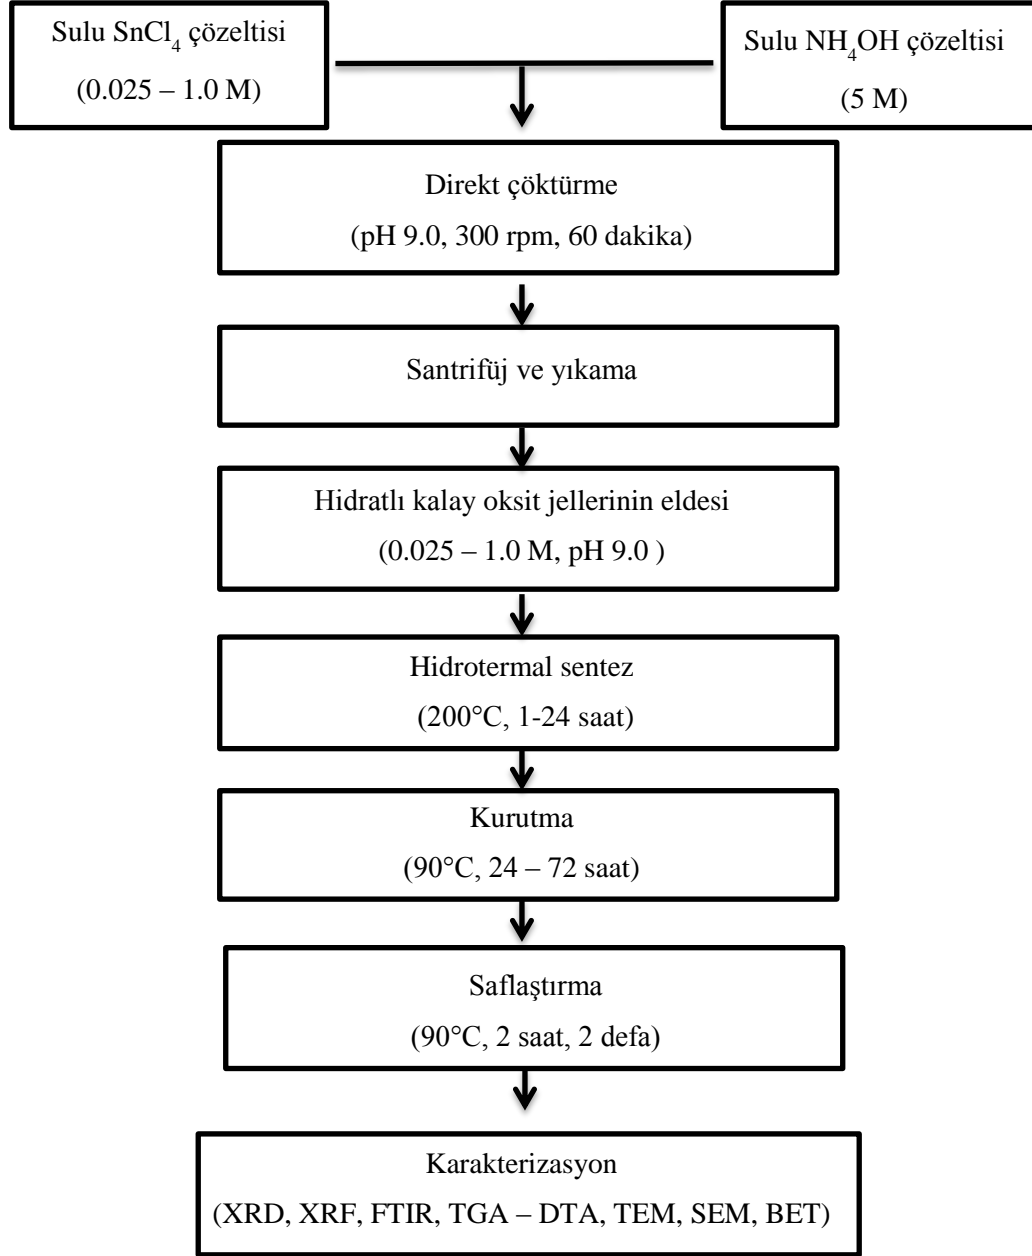 Sulu SnCl₄ çözeltisi
(0.025 – 1.0 M)
Sulu NH₄OH çözeltisi
(5 M)
Direkt çöktürme
(pH 9.0, 300 rpm, 60 dakika)
Santrifüj ve yıkama
Hidratlı kalay oksit jellerinin eldesi
(0.025 – 1.0 M, pH 9.0 )
Hidrotermal sentez
(200°C, 1-24 saat)
Kurutma
(90°C, 24 – 72 saat)
Saflaştırma
(90°C, 2 saat, 2 defa)
Karakterizasyon
(XRD, XRF, FTIR, TGA – DTA, TEM, SEM, BET)